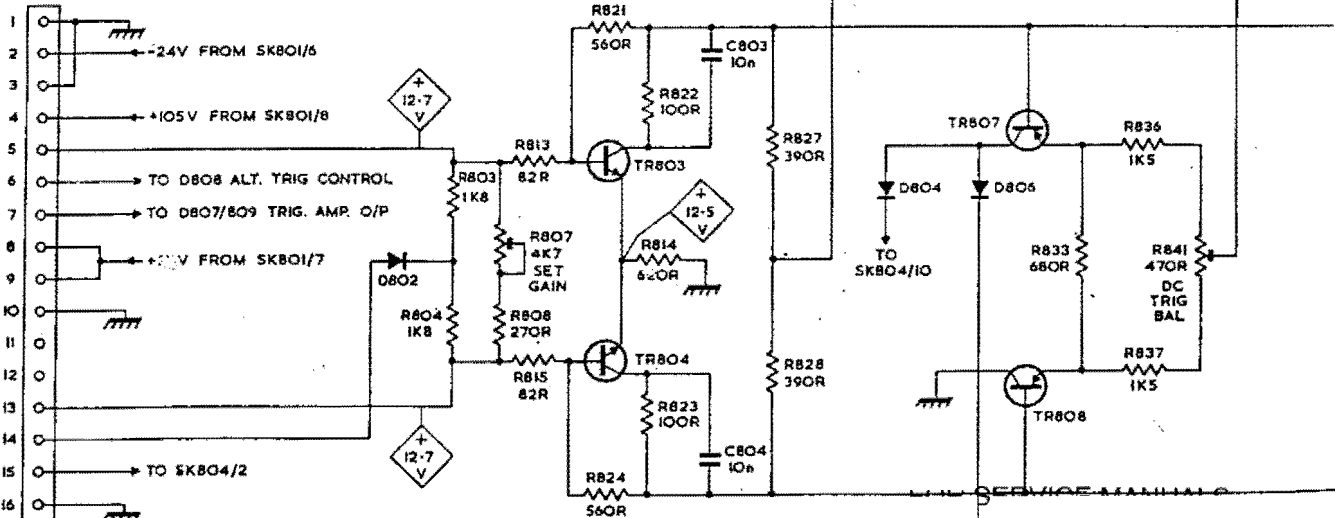 1
2
-24V FROM SK801/6
3
4
+105V FROM SK801/8
5
6
TO D808 ALT. TRIG CONTROL
7
TO D807/809 TRIG. AMP. O/P
8
V FROM SK801/7
9
10
11
12
13
14
15
TO SK804/2
16
+
12·7
V
D802
R803
1K8
R804
1K8
R807
4K7
SET
GAIN
R808
270R
R813
82R
R815
82R
+
12·7
V
R821
560R
R822
100R
C803
10n
TR803
+
12·5
V
R814
620R
TR804
R823
100R
C804
10n
R824
560R
R827
390R
R828
390R
D804
TO
SK804/10
D806
TR807
R836
1K5
R833
680R
R841
470R
DC
TRIG
BAL
R837
1K5
TR808
SERVICE MANUALS